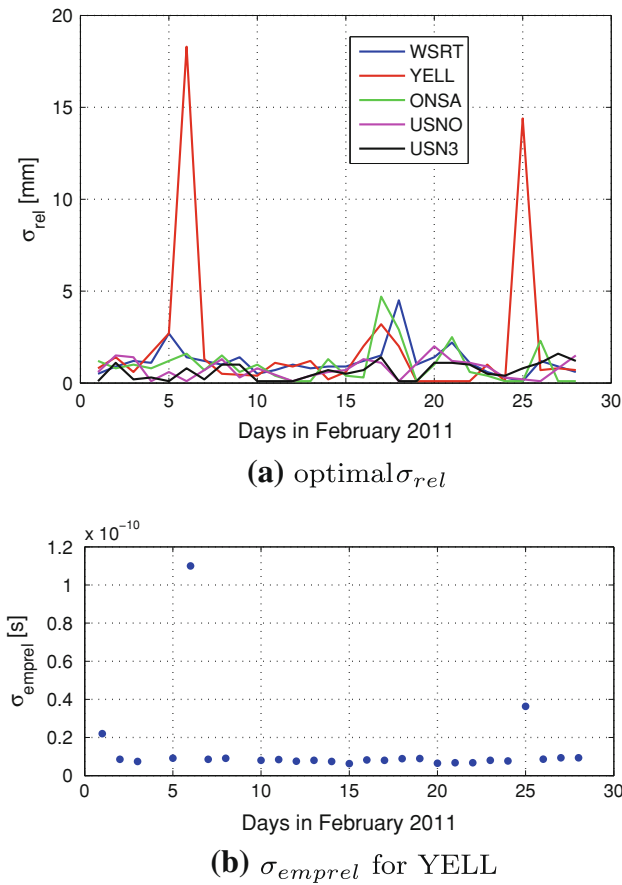 20
15
10
5
0
σrel [mm]
WSRT
YELL
ONSA
USNO
USN3
0 5 10 15 20 25 30
Days in February 2011
(a) optimalσrel
x 10^-10
1.2
1
0.8
0.6
0.4
0.2
0
σemprel [s]
0 5 10 15 20 25 30
Days in February 2011
(b) σemprel for YELL